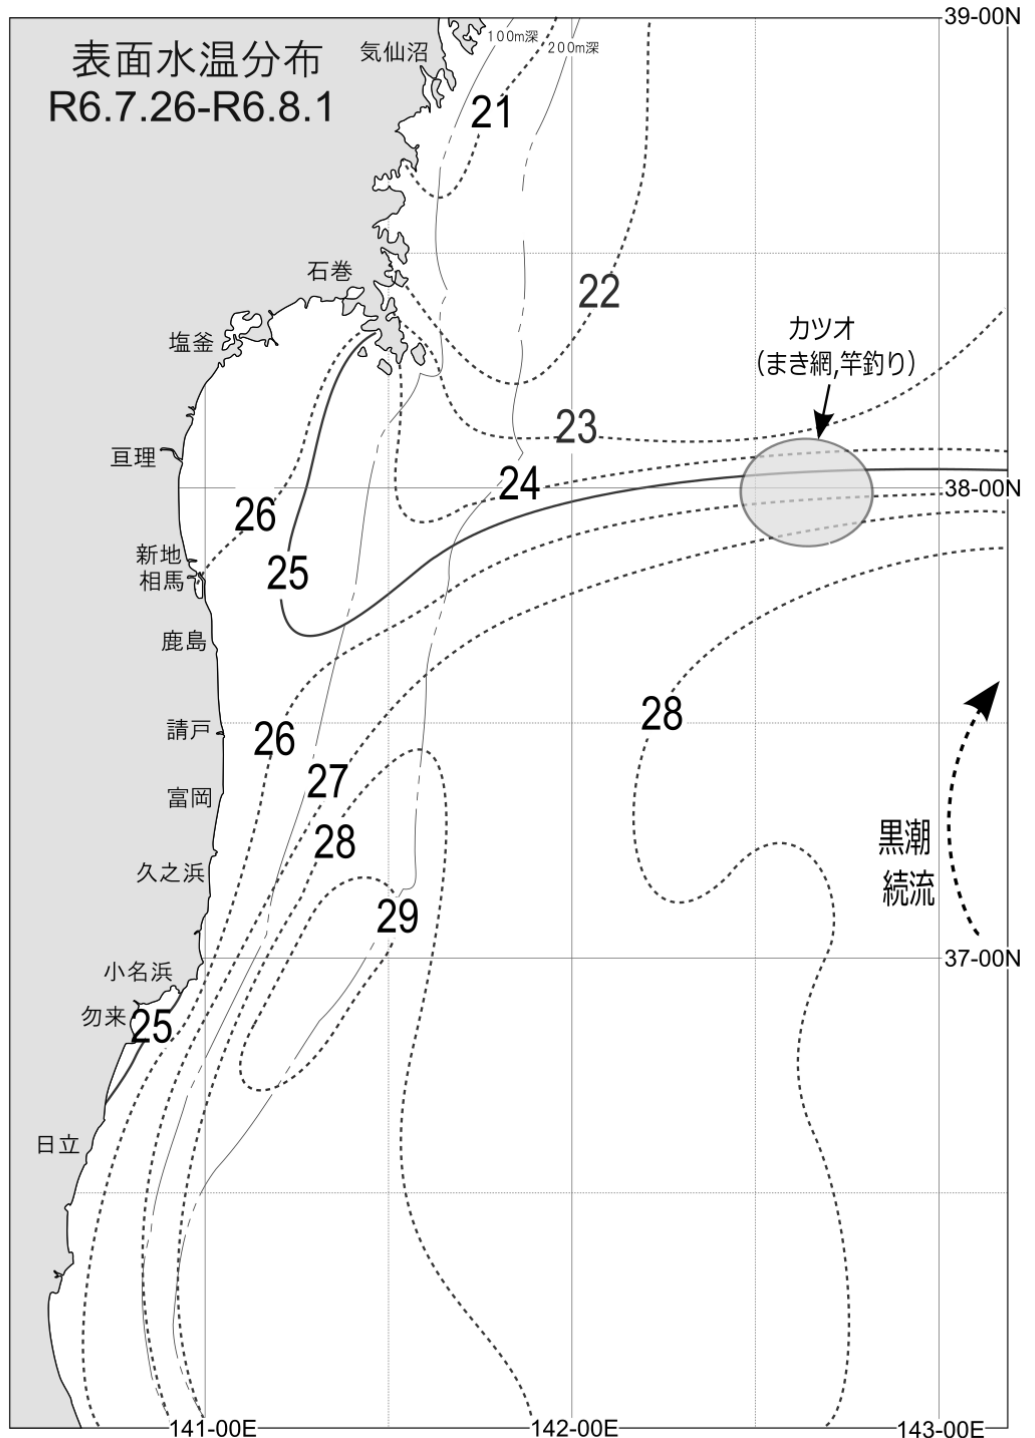 表面水温分布
R6.7.26-R6.8.1
39-00N
気仙沼
100m深
200m深
21
22
石巻
塩釜
カツオ
(まき網,竿釣り)
23
亘理
24
38-00N
26
新地
25
相馬
鹿島
28
請戸
26
富岡
27
28
黒潮
続流
久之浜
29
37-00N
小名浜
勿来
25
日立
141-00E
142-00E
143-00E